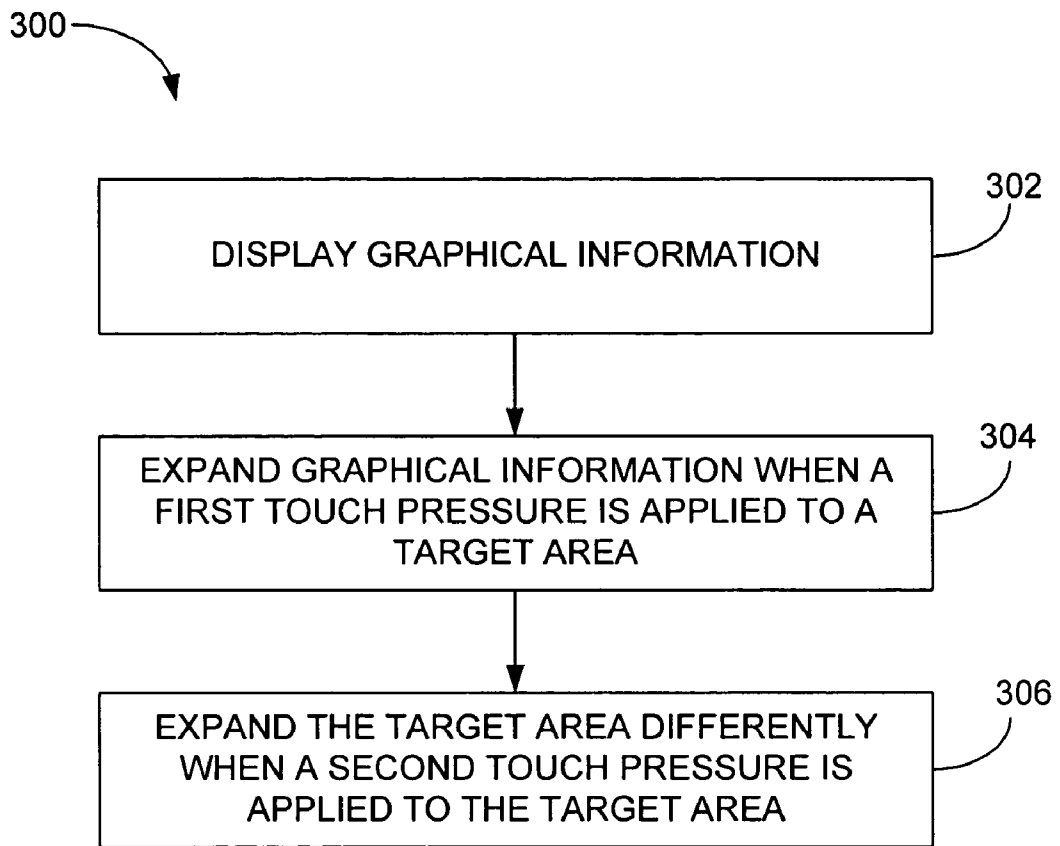 300
302
DISPLAY GRAPHICAL INFORMATION
304
EXPAND GRAPHICAL INFORMATION WHEN A
FIRST TOUCH PRESSURE IS APPLIED TO A
TARGET AREA
306
EXPAND THE TARGET AREA DIFFERENTLY
WHEN A SECOND TOUCH PRESSURE IS
APPLIED TO THE TARGET AREA